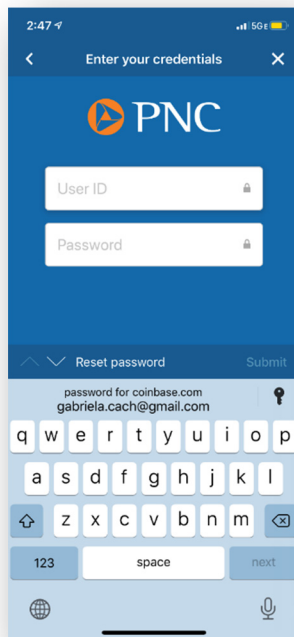 2:47
5GE
Enter your credentials
PNC
User ID
Password
Reset password
Submit
password for coinbase.com
gabriela.cach@gmail.com
q w e r t y u i o p
a s d f g h j k l
z x c v b n m
123 space next